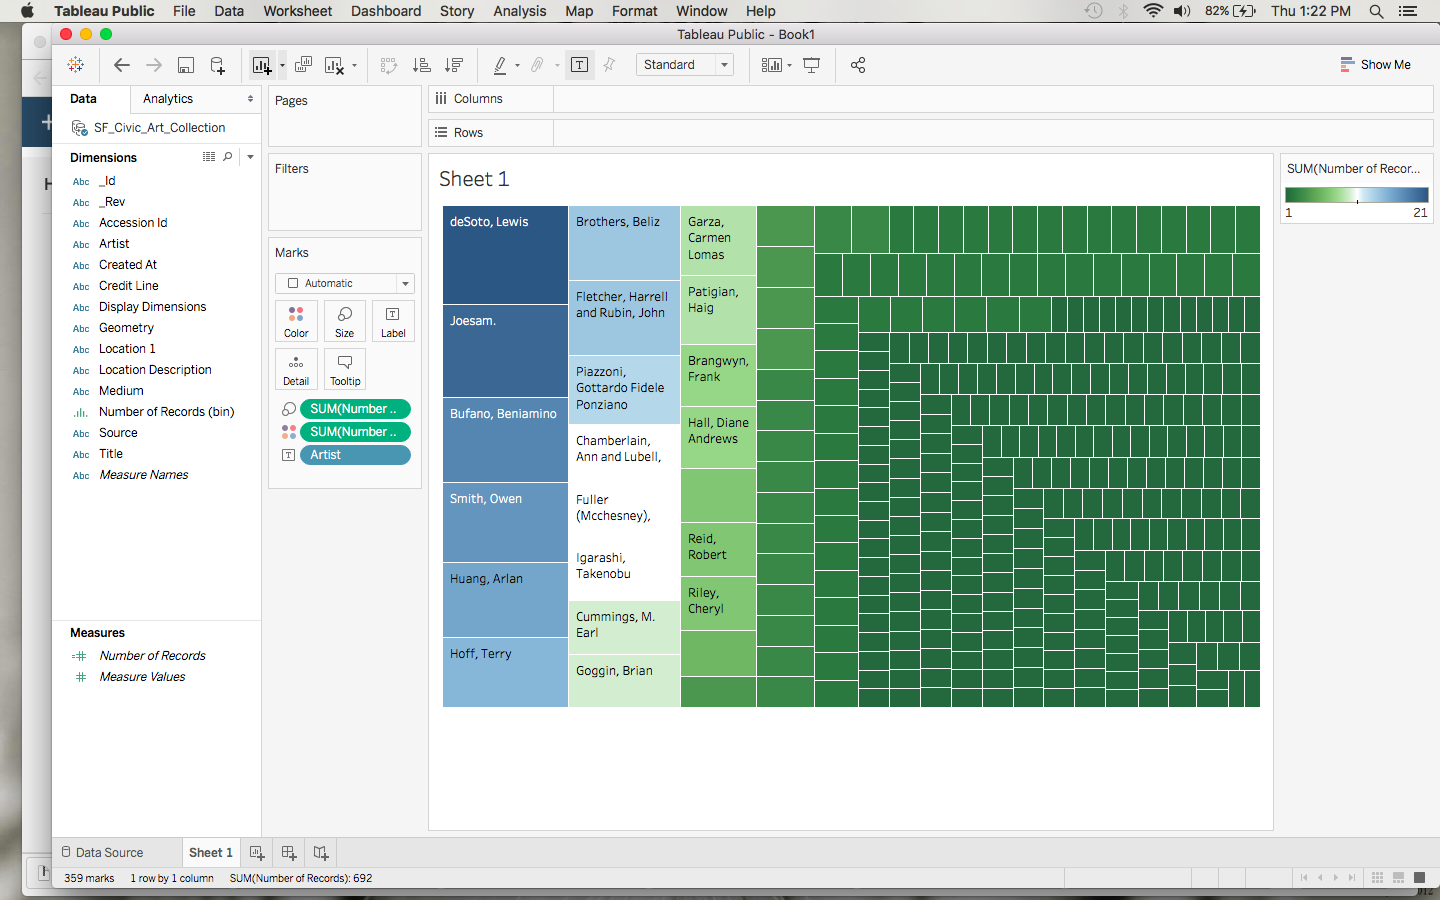 Tableau Public File Data Worksheet Dashboard Story Analysis Map Format Window Help 82% Thu 1:22 PM
Tableau Public - Book1
Standard Show Me
Data Analytics Pages Columns
SF_Civic_Art_Collection
Rows
Dimensions
Filters
SUM(Number of Recor...
1 21
Sheet 1
Abc _Id
Abc _Rev
Abc Accession Id
Abc Artist
Abc Created At
Abc Credit Line
Abc Display Dimensions
Abc Geometry
Abc Location 1
Abc Location Description
Abc Medium
Number of Records (bin)
Abc Source
Abc Title
Abc Measure Names
Measures
Number of Records
Measure Values
Marks
Automatic
Color Size Label
Detail Tooltip
SUM(Number ..
SUM(Number ..
Artist
deSoto, Lewis
Joesam.
Bufano, Beniamino
Smith, Owen
Huang, Arlan
Hoff, Terry
Brothers, Beliz
Fletcher, Harrell
and Rubin, John
Piazzoni,
Gottardo Fidele
Ponziano
Chamberlain,
Ann and Lubell,
Fuller
(Mcchesney),
Igarashi,
Takenobu
Cummings, M.
Earl
Goggin, Brian
Garza,
Carmen
Lomas
Patigian,
Haig
Brangwyn,
Frank
Hall, Diane
Andrews
Reid,
Robert
Riley,
Cheryl
Data Source Sheet 1
359 marks 1 row by 1 column SUM(Number of Records): 692